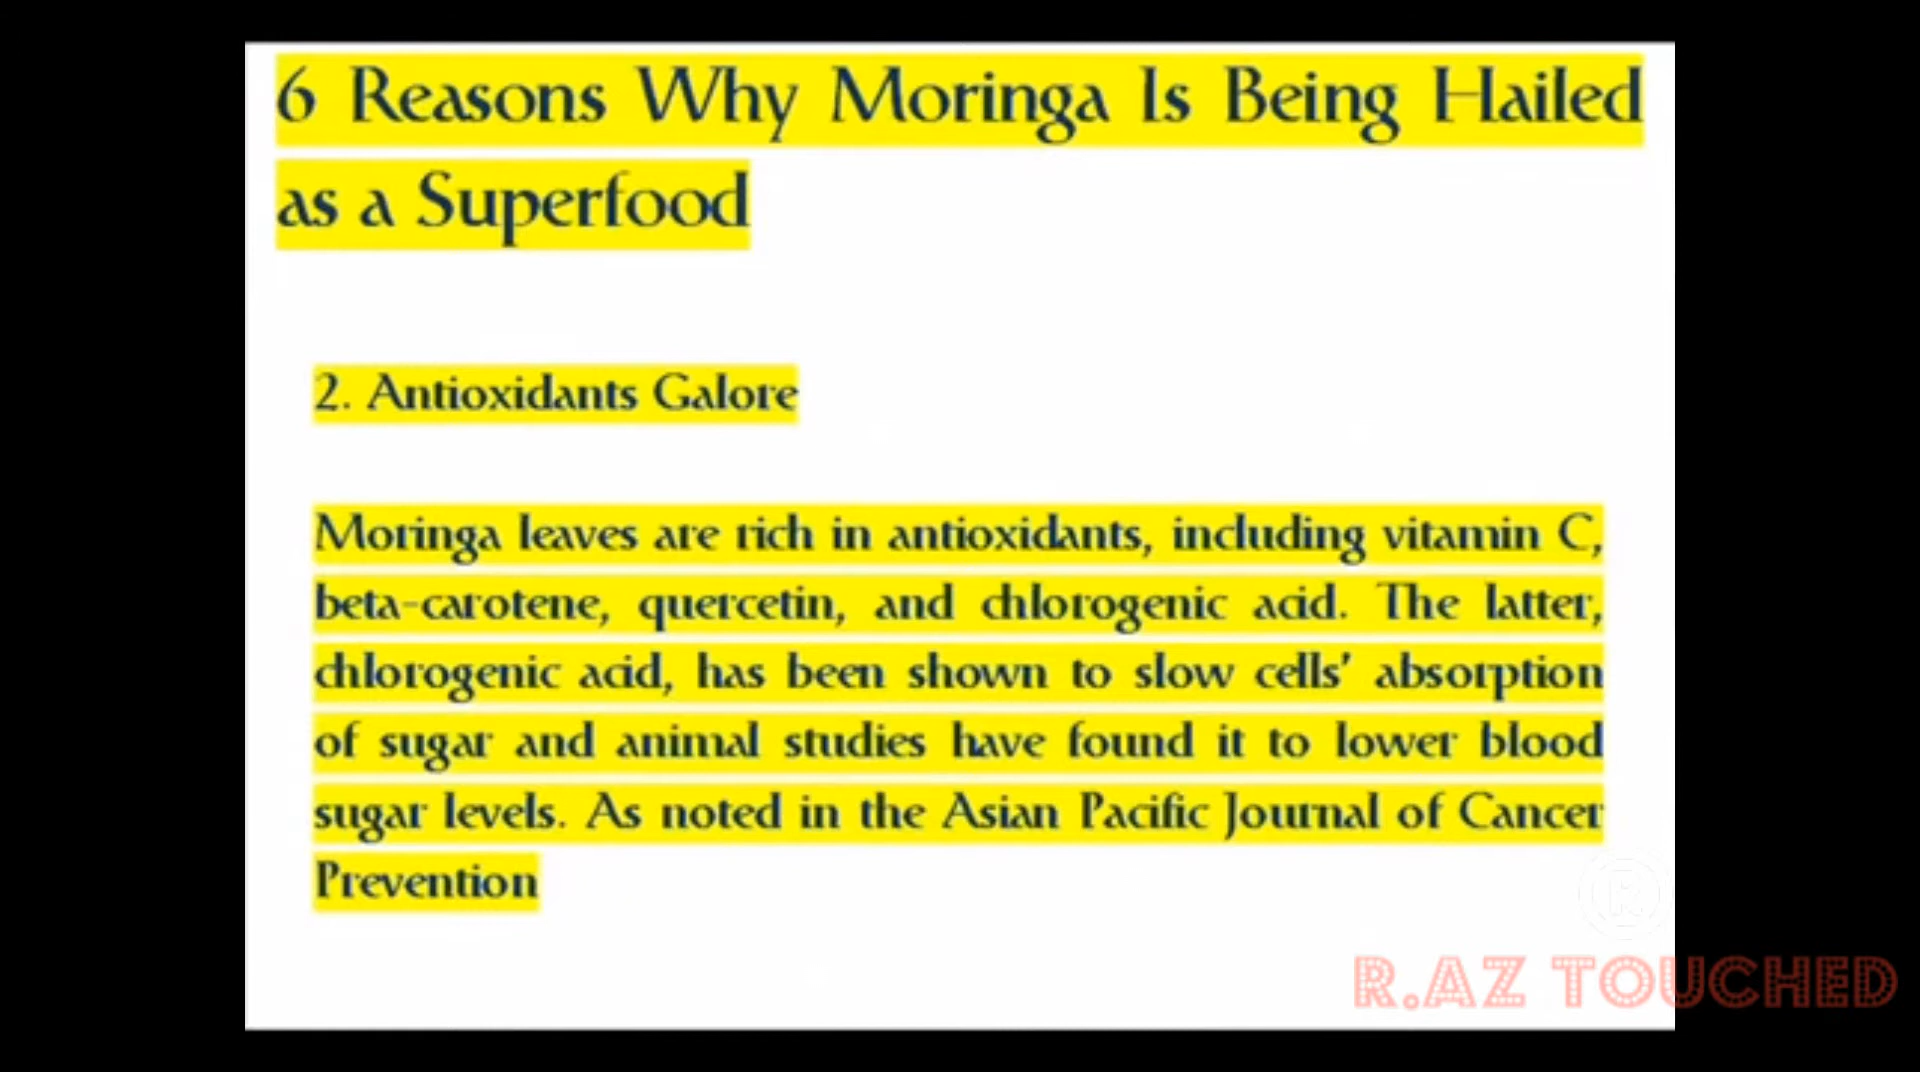 6 Reasons Why Moringa Is Being Hailed
as a Superfood
2. Antioxidants Galore
Moringa leaves are rich in antioxidants, including vitamin C,
beta-carotene, quercetin, and chlorogenic acid. The latter,
chlorogenic acid, has been shown to slow cells’ absorption
of sugar and animal studies have found it to lower blood
sugar levels. As noted in the Asian Pacific Journal of Cancer
Prevention
R
R.AZ TOUCHED